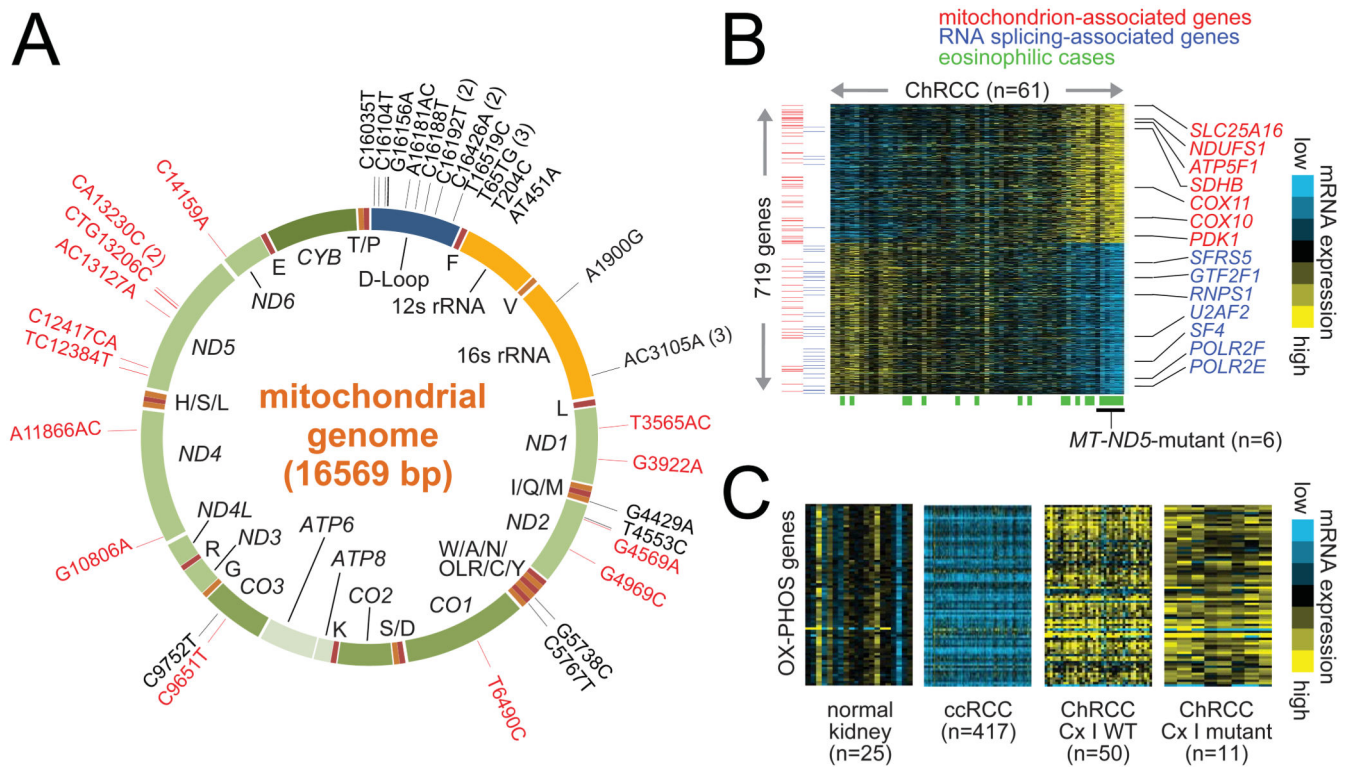 A
C16035T
C16104T
G16156A
A16181AC
C16188T
C16192T (2)
C16426A (2)
T16519C
T65TG (3)
T204C
AT451A
C14159A
CA13230C (2)
CTG13206C
AC13127A
C12417CA
TC12384T
A11866AC
G10806A
C9752T
C9651T
T6490C
G5738C
C5767T
G4969C
G4569A
T4553C
G4429A
G3922A
T3565AC
AC3105A (3)
A1900G
E
CYB
T/P
D-Loop
F
12s rRNA
V
16s rRNA
L
ND1
I/Q/M
ND2
W/A/N/
OLR/C/Y
CO1
S/D
CO2
K
ATP8
ATP6
CO3
G
ND3
R
ND4L
ND4
H/S/L
ND5
ND6
mitochondrial
genome
(16569 bp)
B
mitochondrion-associated genes
RNA splicing-associated genes
eosinophilic cases
ChRCC (n=61)
719 genes
SLC25A16
NDUFS1
ATP5F1
SDHB
COX11
COX10
PDK1
SFRS5
GTF2F1
RNPS1
U2AF2
SF4
POLR2F
POLR2E
low
mRNA expression
high
MT-ND5-mutant (n=6)
C
OX-PHOS genes
normal
kidney
(n=25)
ccRCC
(n=417)
ChRCC
Cx I WT
(n=50)
ChRCC
Cx I mutant
(n=11)
low
mRNA expression
high